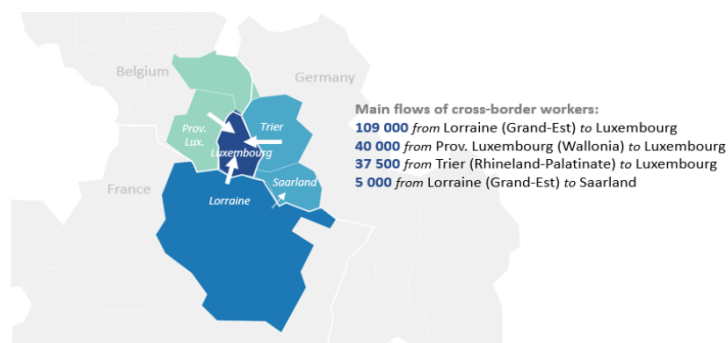 Belgium
Germany
Prov.
Lux.
Trier
Luxembourg
France
Saarland
Lorraine
Main flows of cross-border workers:
109 000 from Lorraine (Grand-Est) to Luxembourg
40 000 from Prov. Luxembourg (Wallonia) to Luxembourg
37 500 from Trier (Rhineland-Palatinate) to Luxembourg
5 000 from Lorraine (Grand-Est) to Saarland